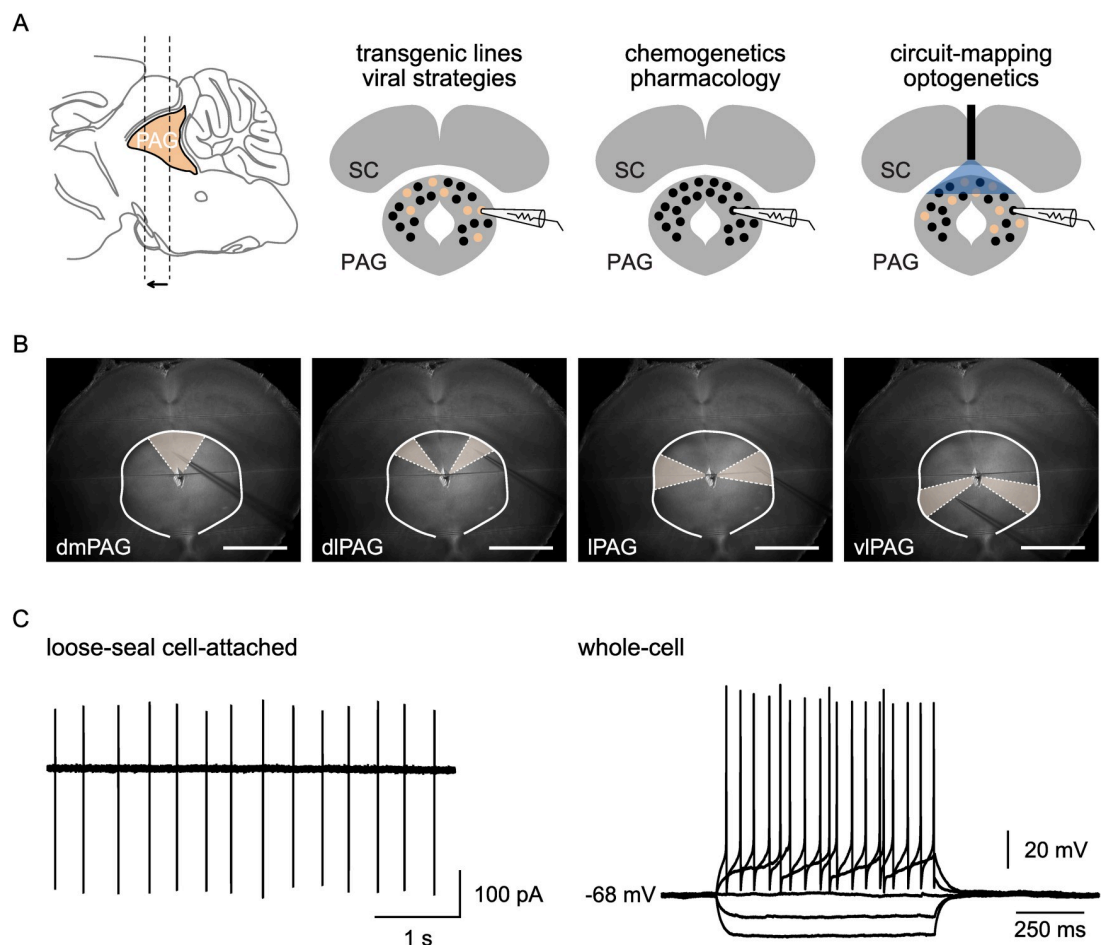 A
PAG
transgenic lines
viral strategies
SC
PAG
chemogenetics
pharmacology
SC
PAG
circuit-mapping
optogenetics
SC
PAG
B
dmPAG
dlPAG
lPAG
vlPAG
C
loose-seal cell-attached
100 pA
1 s
whole-cell
-68 mV
20 mV
250 ms